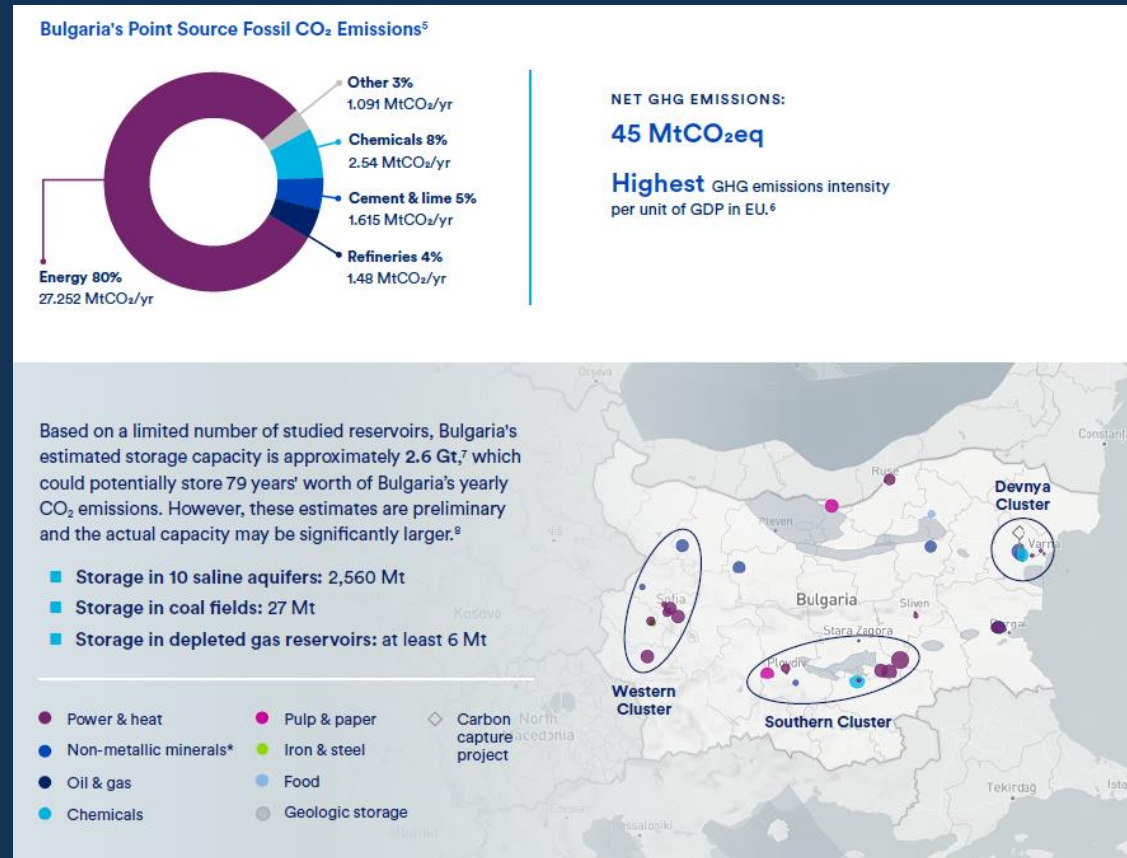 Bulgaria's Point Source Fossil CO₂ Emissions⁵
Other 3%
1.091 MtCO₂/yr
Chemicals 8%
2.54 MtCO₂/yr
Cement & lime 5%
1.615 MtCO₂/yr
Refineries 4%
1.48 MtCO₂/yr
Energy 80%
27.252 MtCO₂/yr
NET GHG EMISSIONS:
45 MtCO₂eq
Highest GHG emissions intensity
per unit of GDP in EU.⁶
Based on a limited number of studied reservoirs, Bulgaria's
estimated storage capacity is approximately 2.6 Gt,⁷ which
could potentially store 79 years' worth of Bulgaria's yearly
CO₂ emissions. However, these estimates are preliminary
and the actual capacity may be significantly larger.⁸
Storage in 10 saline aquifers: 2,560 Mt
Storage in coal fields: 27 Mt
Storage in depleted gas reservoirs: at least 6 Mt
Power & heat
Non-metallic minerals*
Oil & gas
Chemicals
Pulp & paper
Iron & steel
Food
Geologic storage
Carbon
capture
project
Orsova
Constant
Ruse
Devnya
Cluster
Pleven
Varna
Sofia
Bulgaria
Sliven
Kosovo
Stara Zagora
Plovdiv
Western
Cluster
Southern Cluster
North
Macedonia
Tekirdağ
Ista
Albania